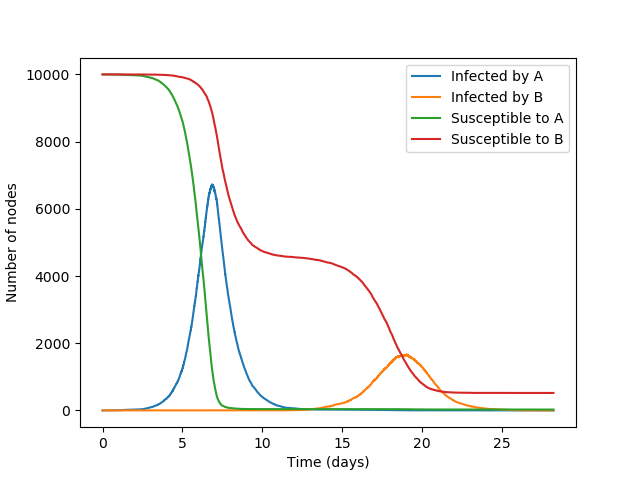 10000
8000
6000
4000
2000
0
Number of nodes
Infected by A
Infected by B
Susceptible to A
Susceptible to B
0 5 10 15 20 25
Time (days)